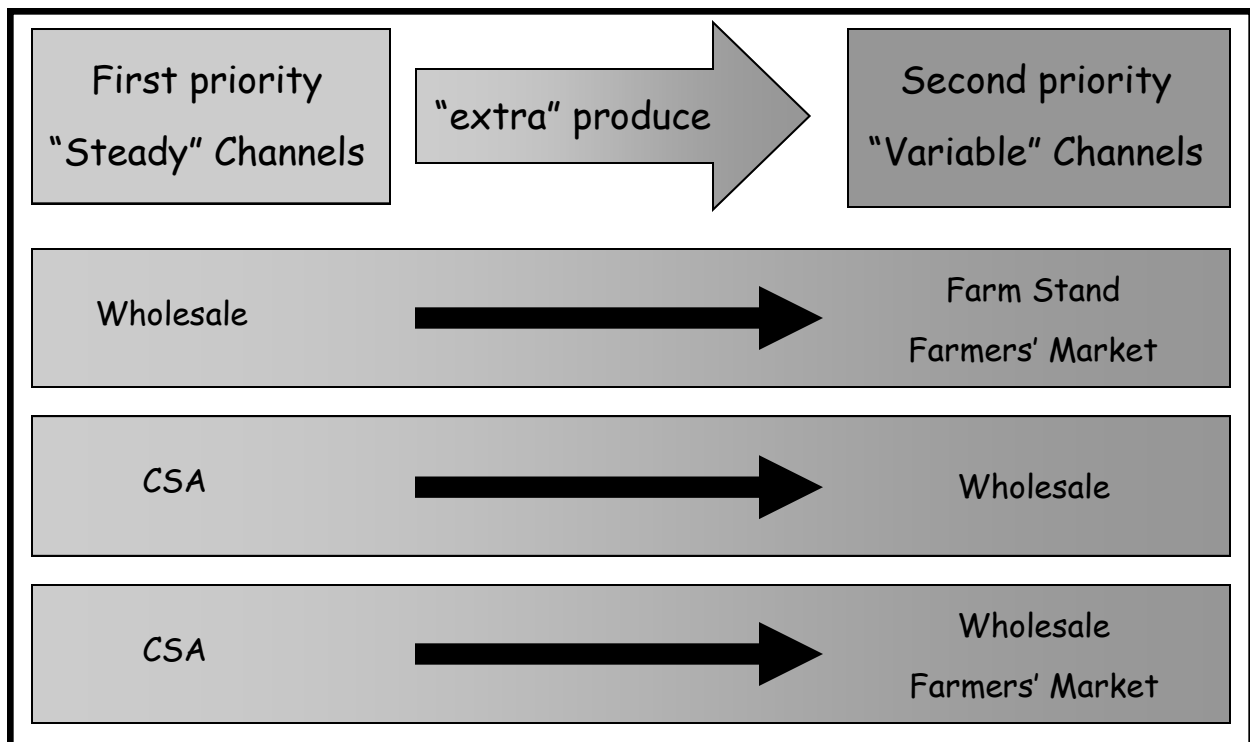 First priority
“Steady” Channels
“extra” produce
Second priority
“Variable” Channels
Wholesale
Farm Stand
Farmers’ Market
CSA
Wholesale
CSA
Wholesale
Farmers’ Market